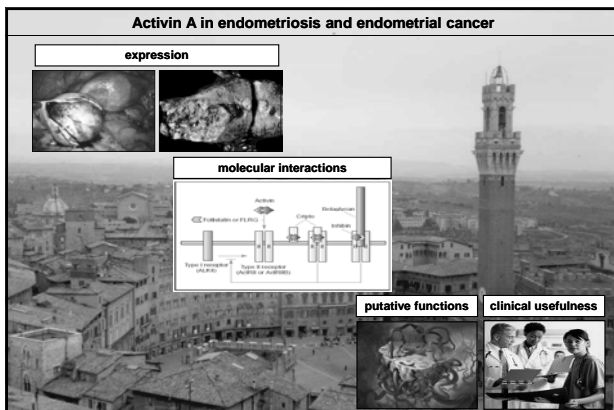 Activin A in endometriosis and endometrial cancer
expression
molecular interactions
Activin
Follistatin or FLRG
Cripto
Betaglycan
Inhibin
Type I receptor
(ALK4)
Type II receptor
(ActRII or ActRIIB)
putative functions
clinical usefulness